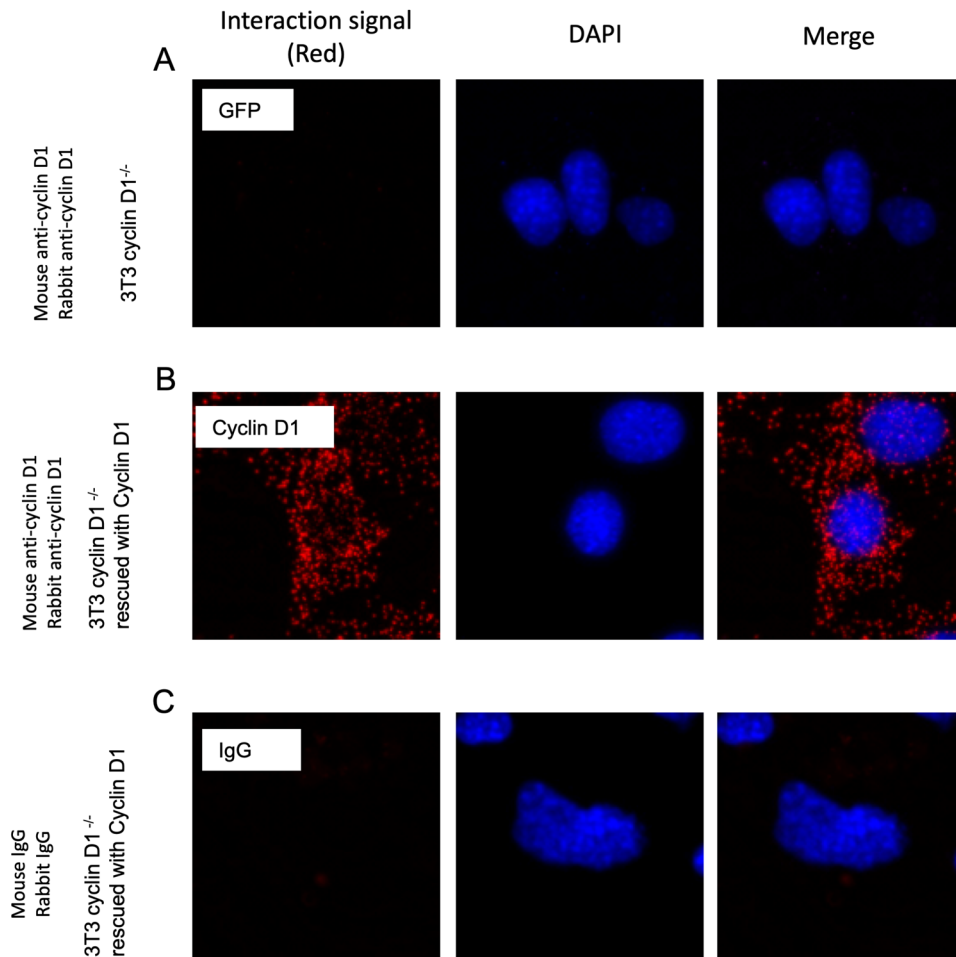 Interaction signal
(Red)
DAPI
Merge
A
Mouse anti-cyclin D1
Rabbit anti-cyclin D1
3T3 cyclin D1-/-
GFP
B
Mouse anti-cyclin D1
Rabbit anti-cyclin D1
3T3 cyclin D1 -/-
rescued with Cyclin D1
Cyclin D1
C
Mouse IgG
Rabbit IgG
3T3 cyclin D1-/-
rescued with Cyclin D1
IgG